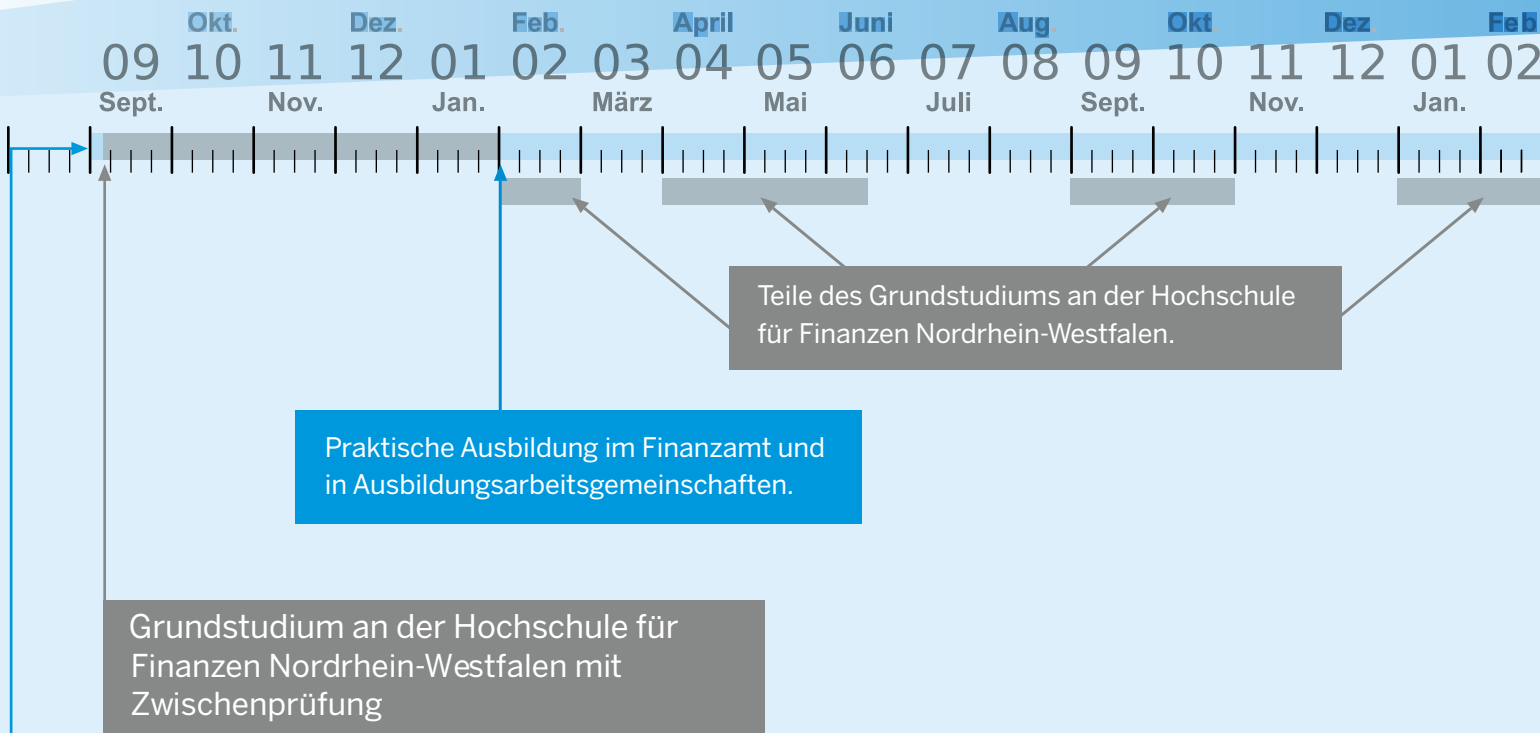 Okt. Dez. Feb. April Juni Aug. Okt Dez. Feb
09 10 11 12 01 02 03 04 05 06 07 08 09 10 11 12 01 02
Sept. Nov. Jan. März Mai Juli Sept. Nov. Jan.
Teile des Grundstudiums an der Hochschule
für Finanzen Nordrhein-Westfalen.
Praktische Ausbildung im Finanzamt und
in Ausbildungsarbeitsgemeinschaften.
Grundstudium an der Hochschule für
Finanzen Nordrhein-Westfalen mit
Zwischenprüfung